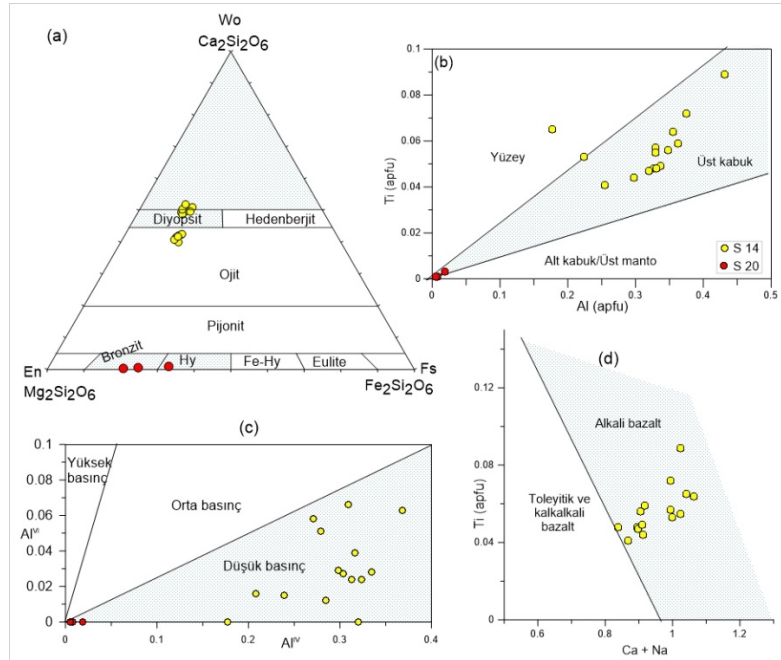 (a)
Wo
Ca2Si2O6
Diyopsit
Hedenberjit
Ojit
Pijonit
Bronzit
Hy
Fe-Hy
Eulite
En
Fs
Mg2Si2O6
Fe2Si2O6
(b)
Ti (apfu)
0.1
0.08
0.06
0.04
0.02
0
Yüzey
Üst kabuk
Alt kabuk/Üst manto
S 14
S 20
0
0.1
0.2
0.3
0.4
0.5
Al (apfu)
(c)
0.1
0.08
0.06
0.04
0.02
0
AlVI
Yüksek
basınç
Orta basınç
Düşük basınç
0
0.1
0.2
0.3
0.4
AlIV
(d)
Ti (apfu)
0.12
0.08
0.04
0
Alkali bazalt
Toleyitik ve
kalkalkali
bazalt
0.6
0.8
1
1.2
Ca + Na